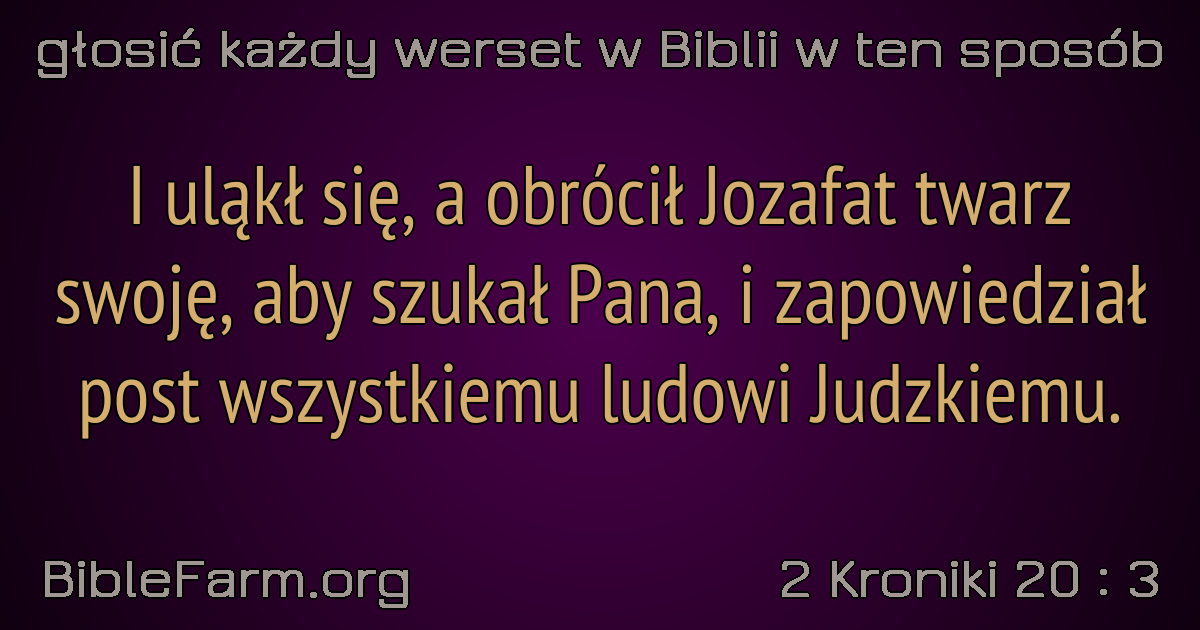 głosić każdy werset w Biblii w ten sposób
I uląkł się, a obrócił Jozafat twarz
swoję, aby szukał Pana, i zapowiedział
post wszystkiemu ludowi Judzkiemu.
BibleFarm.org
2 Kroniki 20 : 3